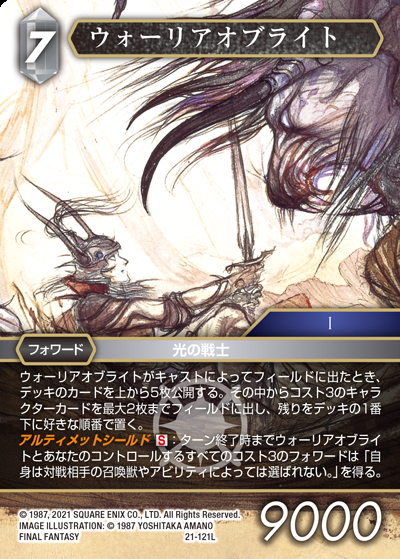 7
ウォーリアオブライト
I
フォワード
光の戦士
ウォーリアオブライトがキャストによってフィールドに出たとき、
デッキのカードを上から5枚公開する。その中からコスト3のキャラ
クターカードを最大2枚までフィールドに出し、残りをデッキの1番
下に好きな順番で置く。
アルティメットシールド S：ターン終了時までウォーリアオブライ
トとあなたのコントロールするすべてのコスト3のフォワードは「自
身は対戦相手の召喚獣やアビリティによっては選ばれない。」を得る。
© 1987, 2021 SQUARE ENIX CO., LTD. All Rights Reserved.
IMAGE ILLUSTRATION: © 1987 YOSHITAKA AMANO
FINAL FANTASY
21-121L
9000